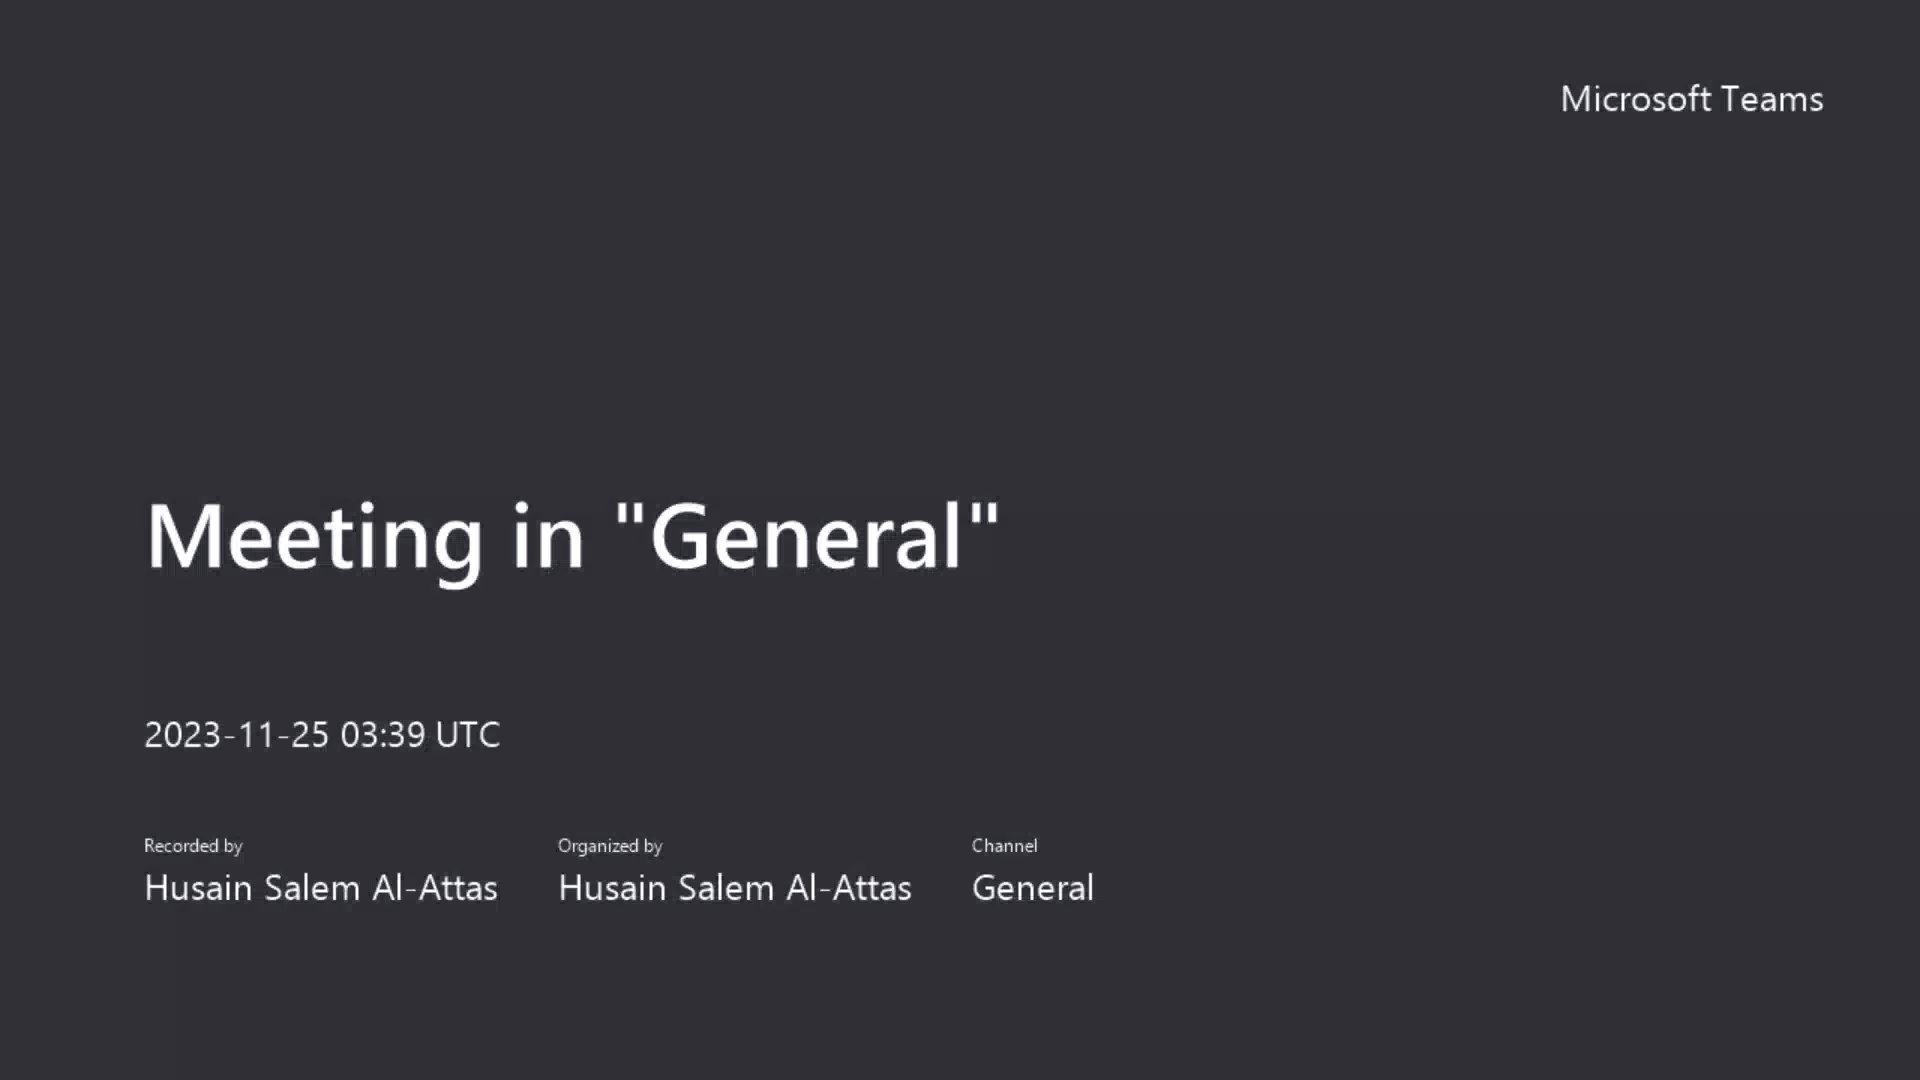 Microsoft Teams
Meeting in "General"
2023-11-25 03:39 UTC
Recorded by
Husain Salem Al-Attas
Organized by
Husain Salem Al-Attas
Channel
General